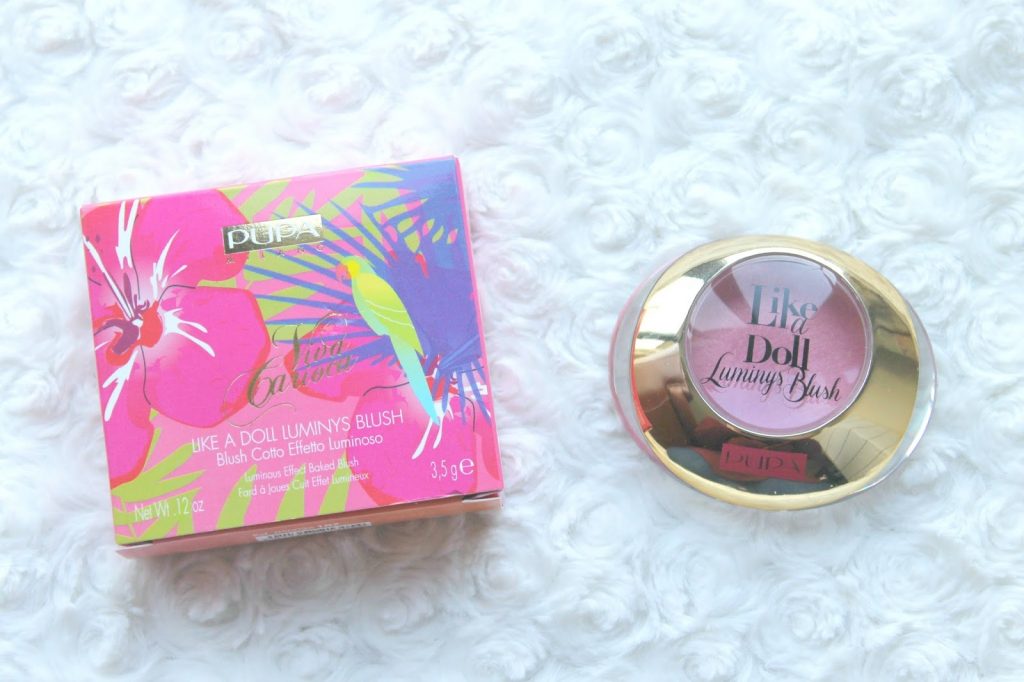 PUPA
MILANO
Viva
Carioca
LIKE A DOLL LUMINYS BLUSH
Blush Cotto Effetto Luminoso
Luminous Effect Baked Blush
Fard à Joues Cuit Effet Lumineux
Net Wt .12 oz
3,5 g e
Like
a
Doll
Luminys Blush
PUPA